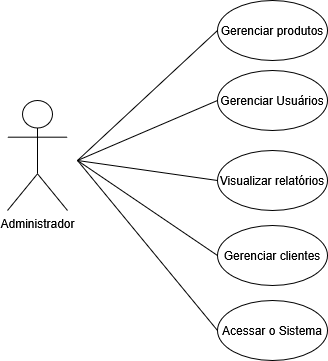 Gerenciar produtos
Gerenciar Usuários
Visualizar relatórios
Administrador
Gerenciar clientes
Acessar o Sistema